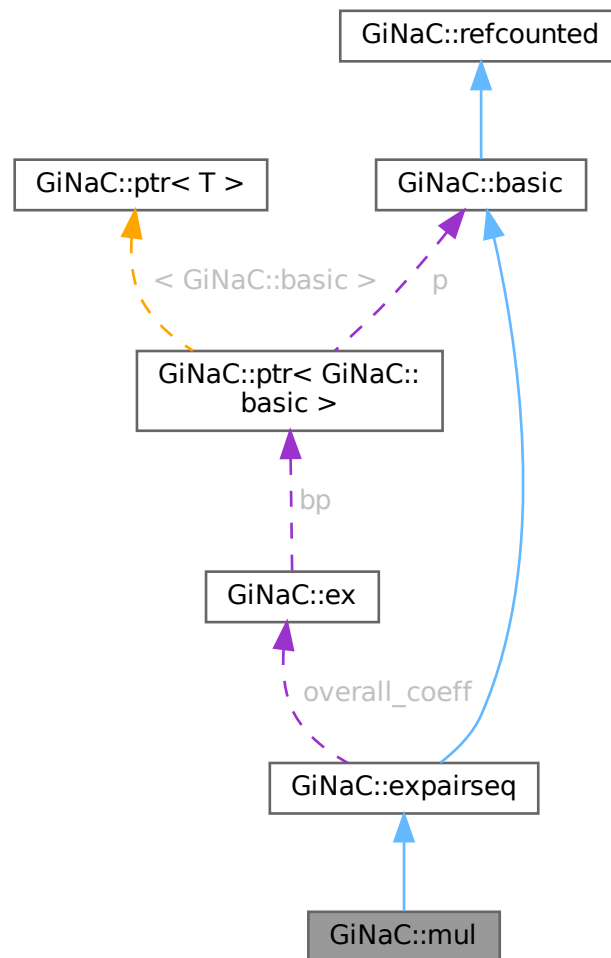 GiNaC::refcounted
GiNaC::ptr< T >
GiNaC::basic
< GiNaC::basic >
p
GiNaC::ptr< GiNaC::
basic >
bp
GiNaC::ex
overall_coeff
GiNaC::expairseq
GiNaC::mul